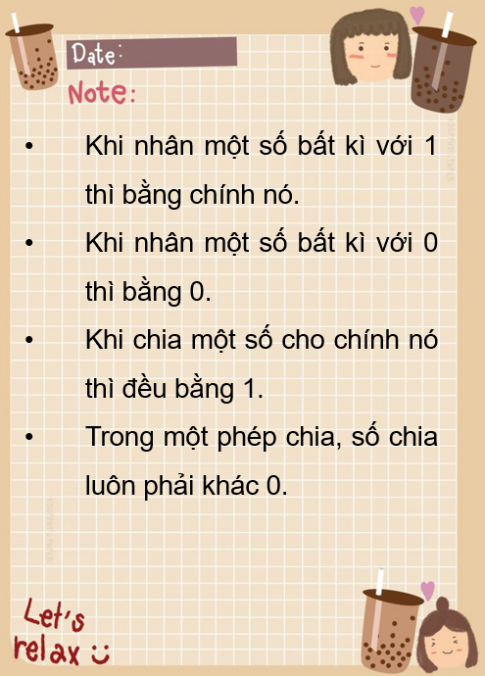 Date:
Note:
• Khi nhân một số bất kì với 1
thì bằng chính nó.
• Khi nhân một số bất kì với 0
thì bằng 0.
• Khi chia một số cho chính nó
thì đều bằng 1.
• Trong một phép chia, số chia
luôn phải khác 0.
Let's
relax